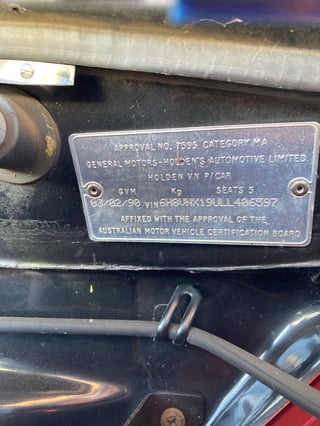 APPROVAL NO. 7595 CATEGORY MA
GENERAL MOTORS-HOLDEN'S AUTOMOTIVE LIMITED
HOLDEN VN P/CAR
GVM Kg SEATS 5
03/02/90 VIN 6H8VNX19ULL406597
AFFIXED WITH THE APPROVAL OF THE
AUSTRALIAN MOTOR VEHICLE CERTIFICATION BOARD